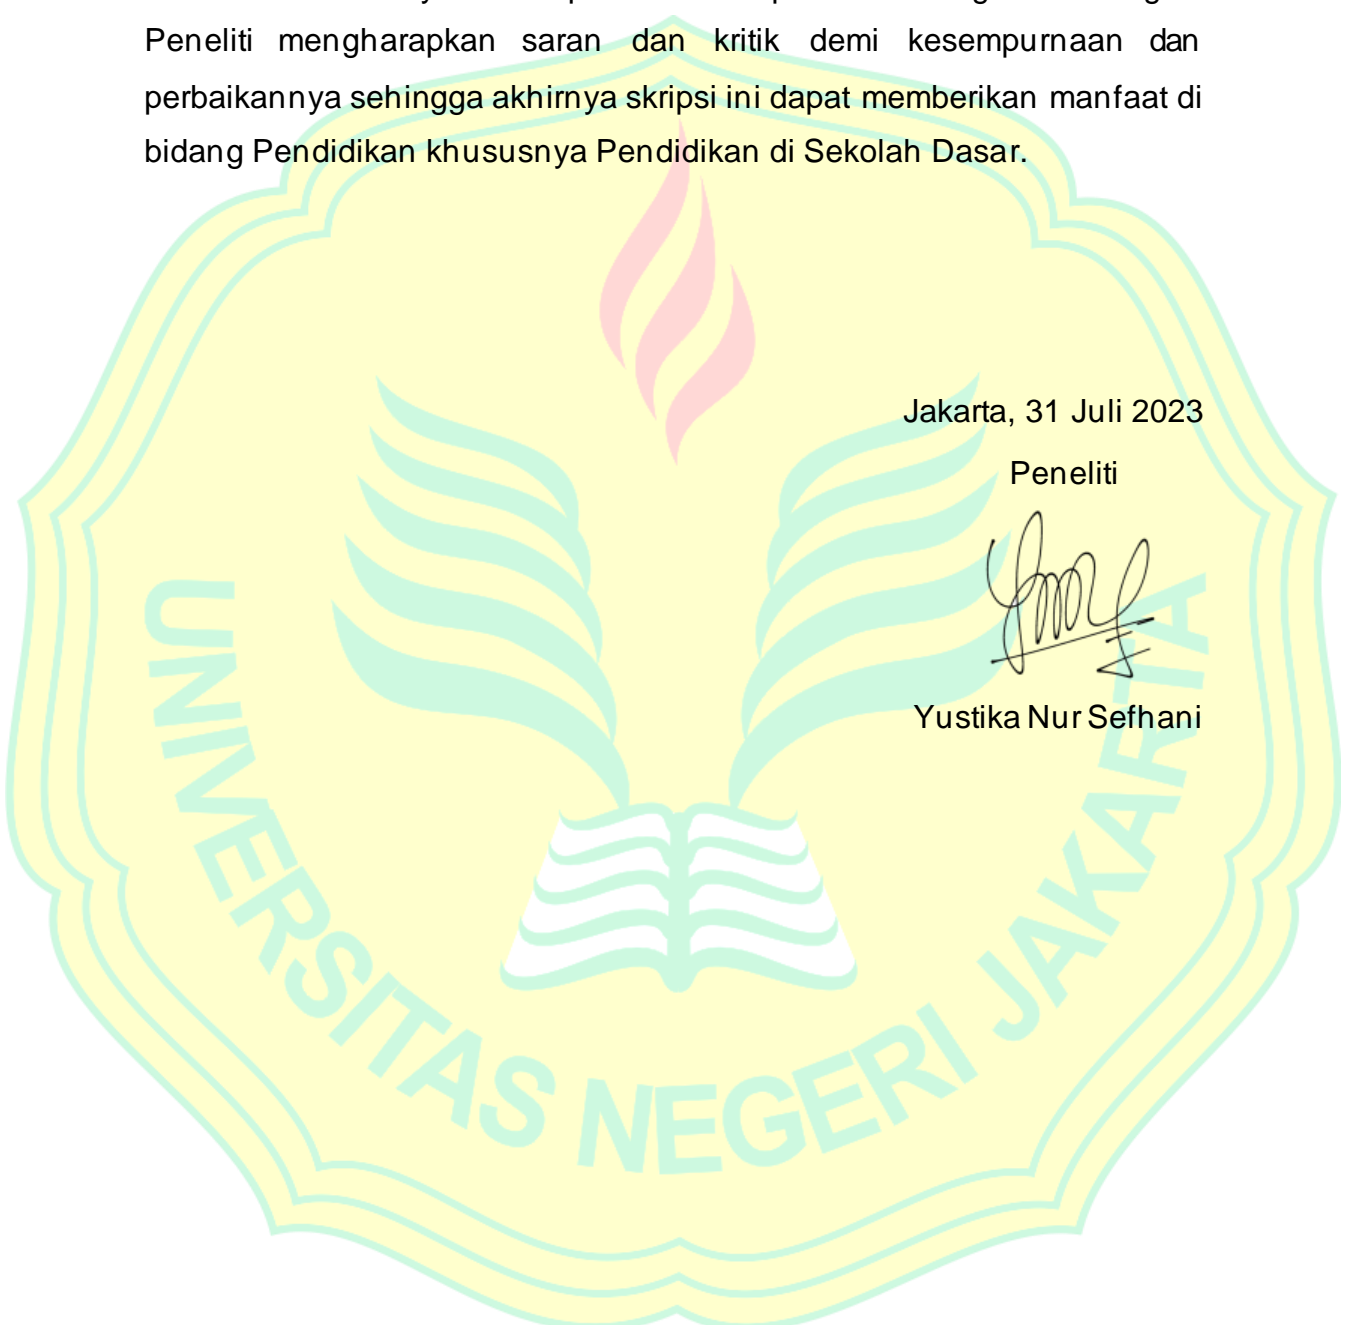 Peneliti mengharapkan saran dan kritik demi kesempurnaan dan
perbaikannya sehingga akhirnya skripsi ini dapat memberikan manfaat di
bidang Pendidikan khususnya Pendidikan di Sekolah Dasar.
Jakarta, 31 Juli 2023
Peneliti
Yustika Nur Sefhani
UNIVERSITAS NEGERI JAKARTA